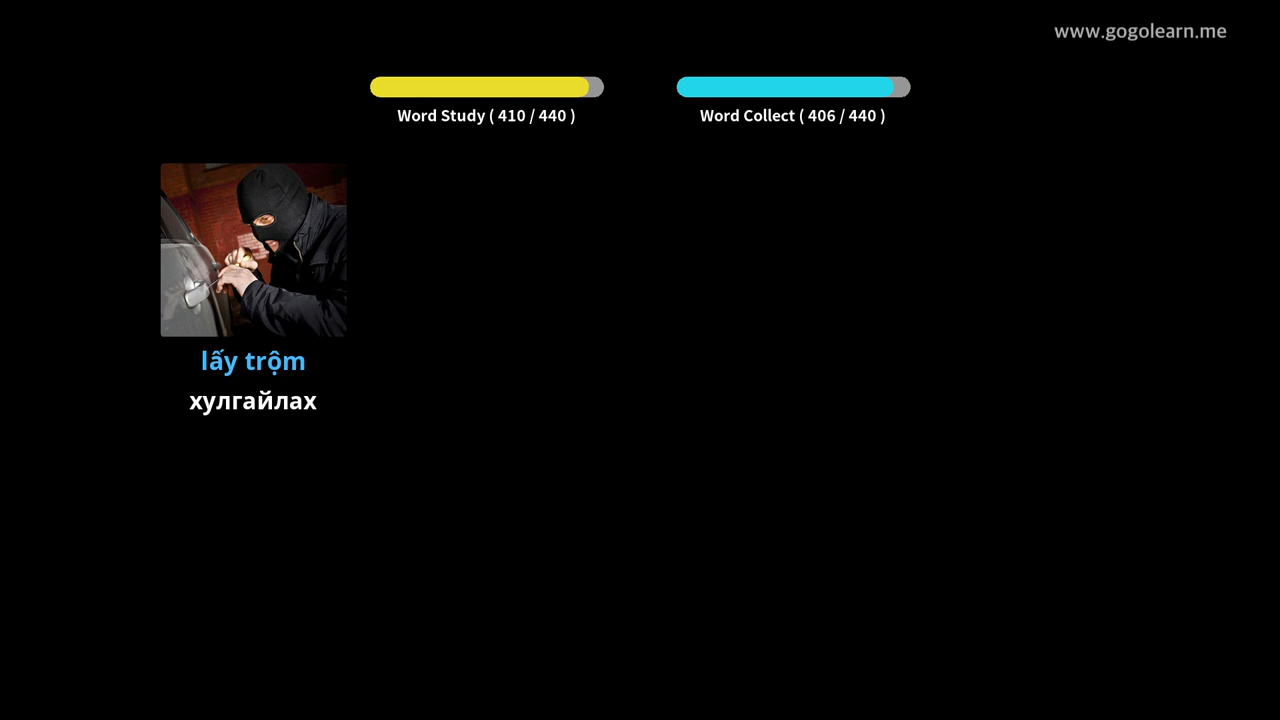 www.gogolearn.me
Word Study ( 410 / 440 )
Word Collect ( 406 / 440 )
lấy trộm
хулгайлах